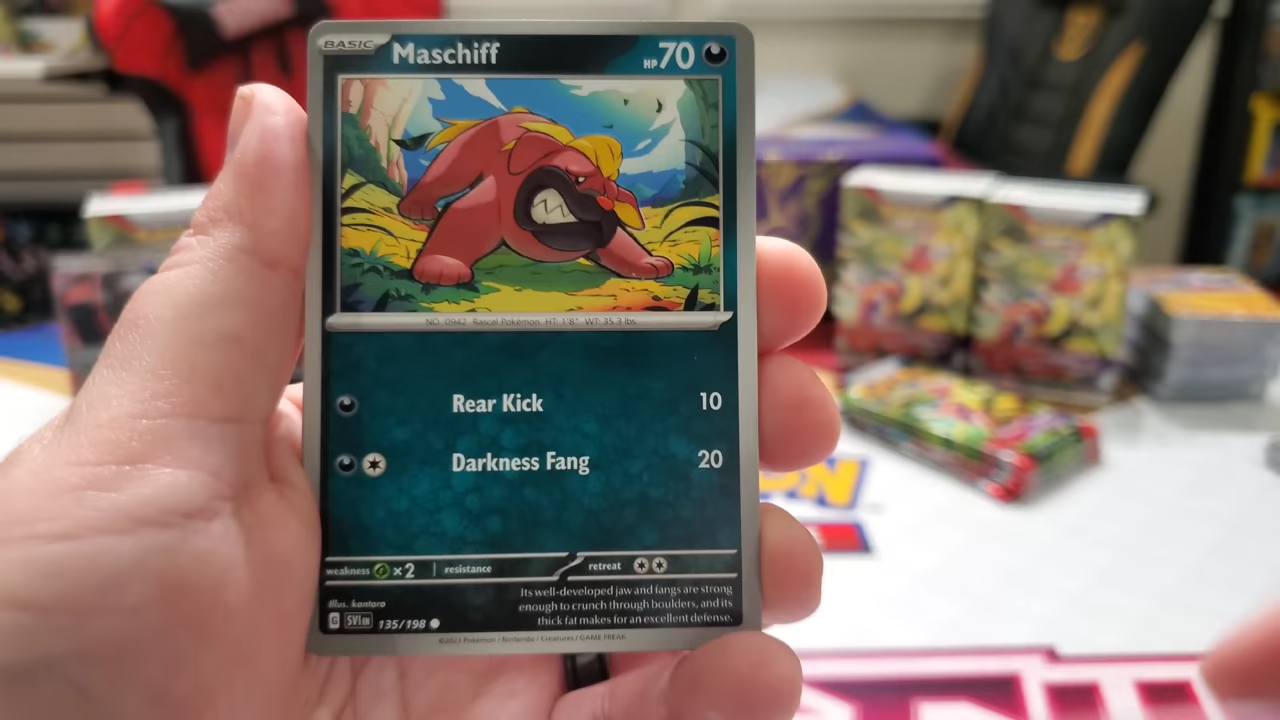 BASIC Maschiff HP 70
NO. 0942 Rascal Pokémon HT: 1'8" WT: 35.3 lbs.
Rear Kick 10
Darkness Fang 20
weakness ×2 resistance retreat
Its well-developed jaw and fangs are strong
enough to crunch through boulders, and its
thick fat makes for an excellent defense.
Illus. kantaro
G SVI EN 135/198
©2023 Pokémon / Nintendo / Creatures / GAME FREAK